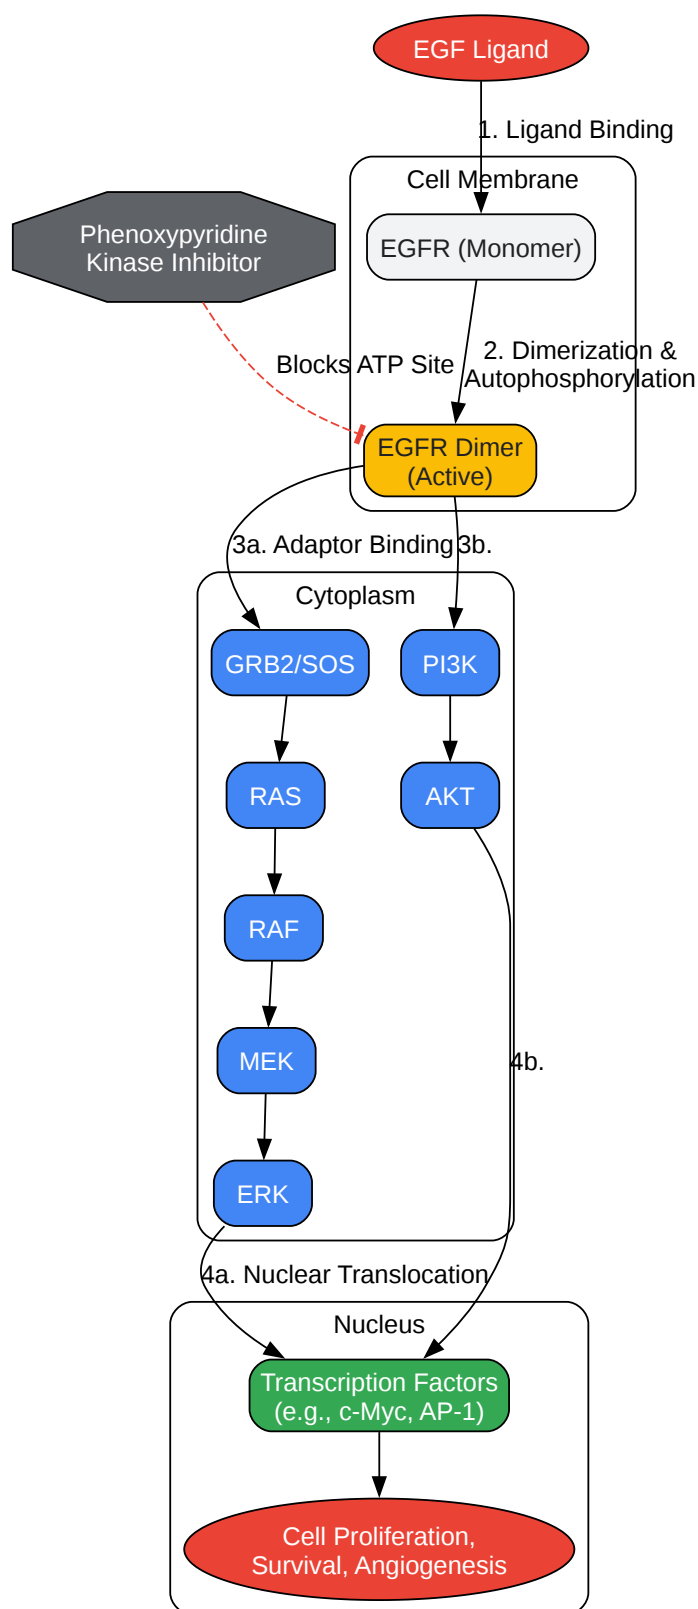 EGF Ligand
1. Ligand Binding
Cell Membrane
Phenoxypyridine
Kinase Inhibitor
EGFR (Monomer)
Blocks ATP Site
2. Dimerization &
Autophosphorylation
EGFR Dimer
(Active)
3a. Adaptor Binding
3b.
Cytoplasm
GRB2/SOS
PI3K
RAS
AKT
RAF
MEK
4b.
ERK
4a. Nuclear Translocation
Nucleus
Transcription Factors
(e.g., c-Myc, AP-1)
Cell Proliferation,
Survival, Angiogenesis